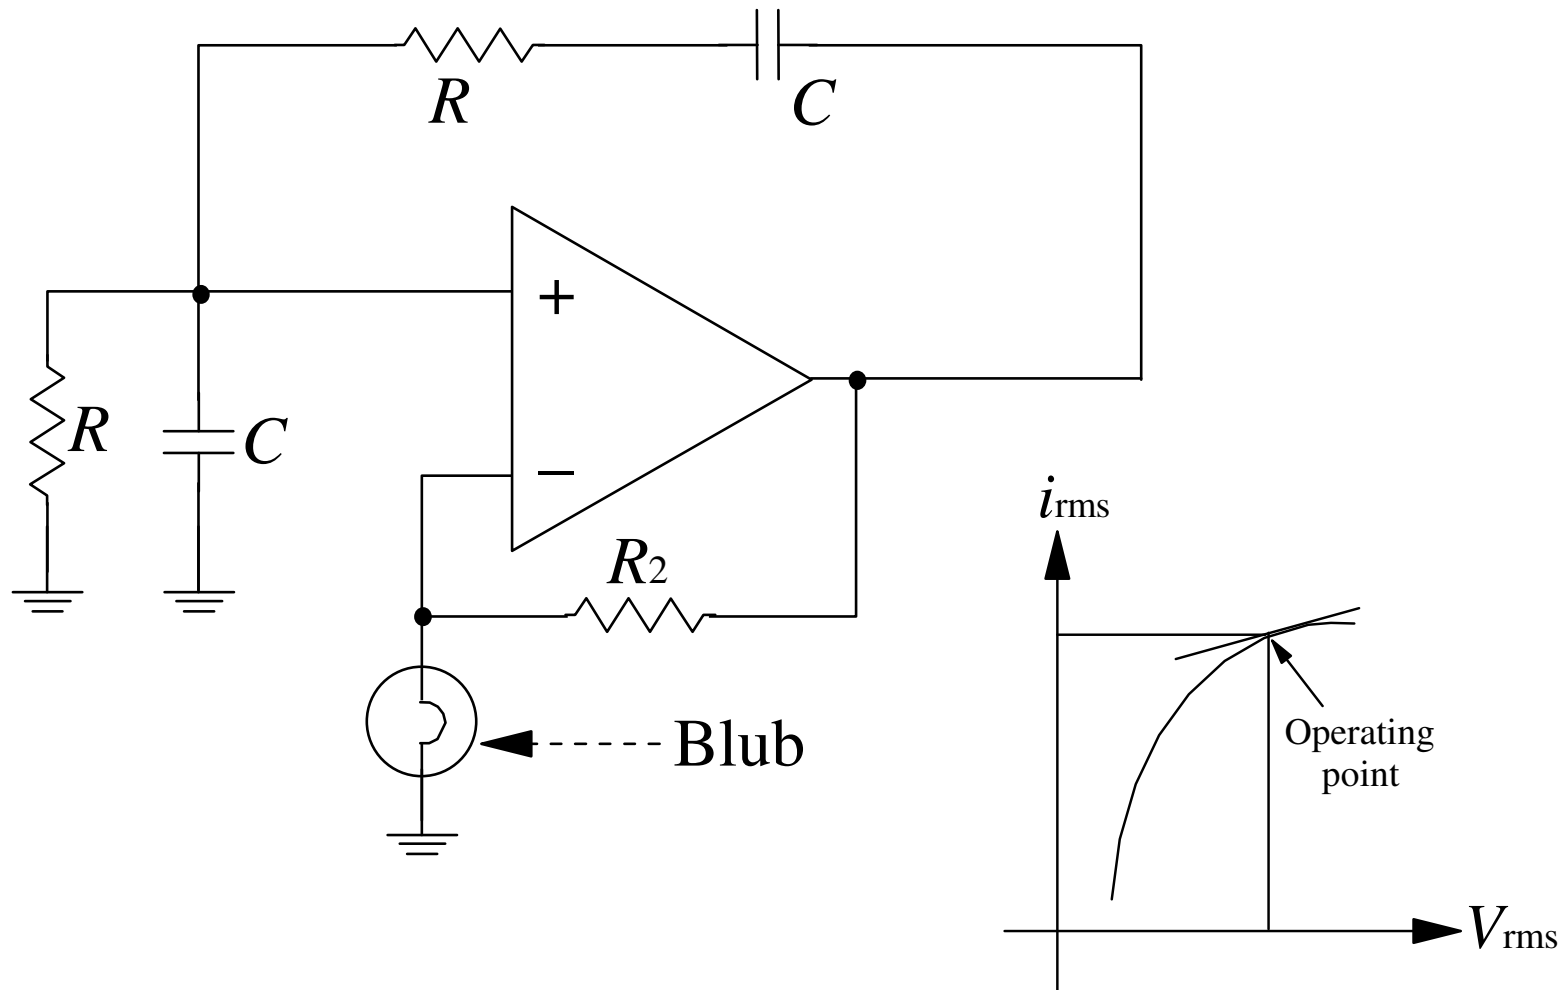 R
C
+
R
C
−
R2
Blub
irms
Operating
point
Vrms